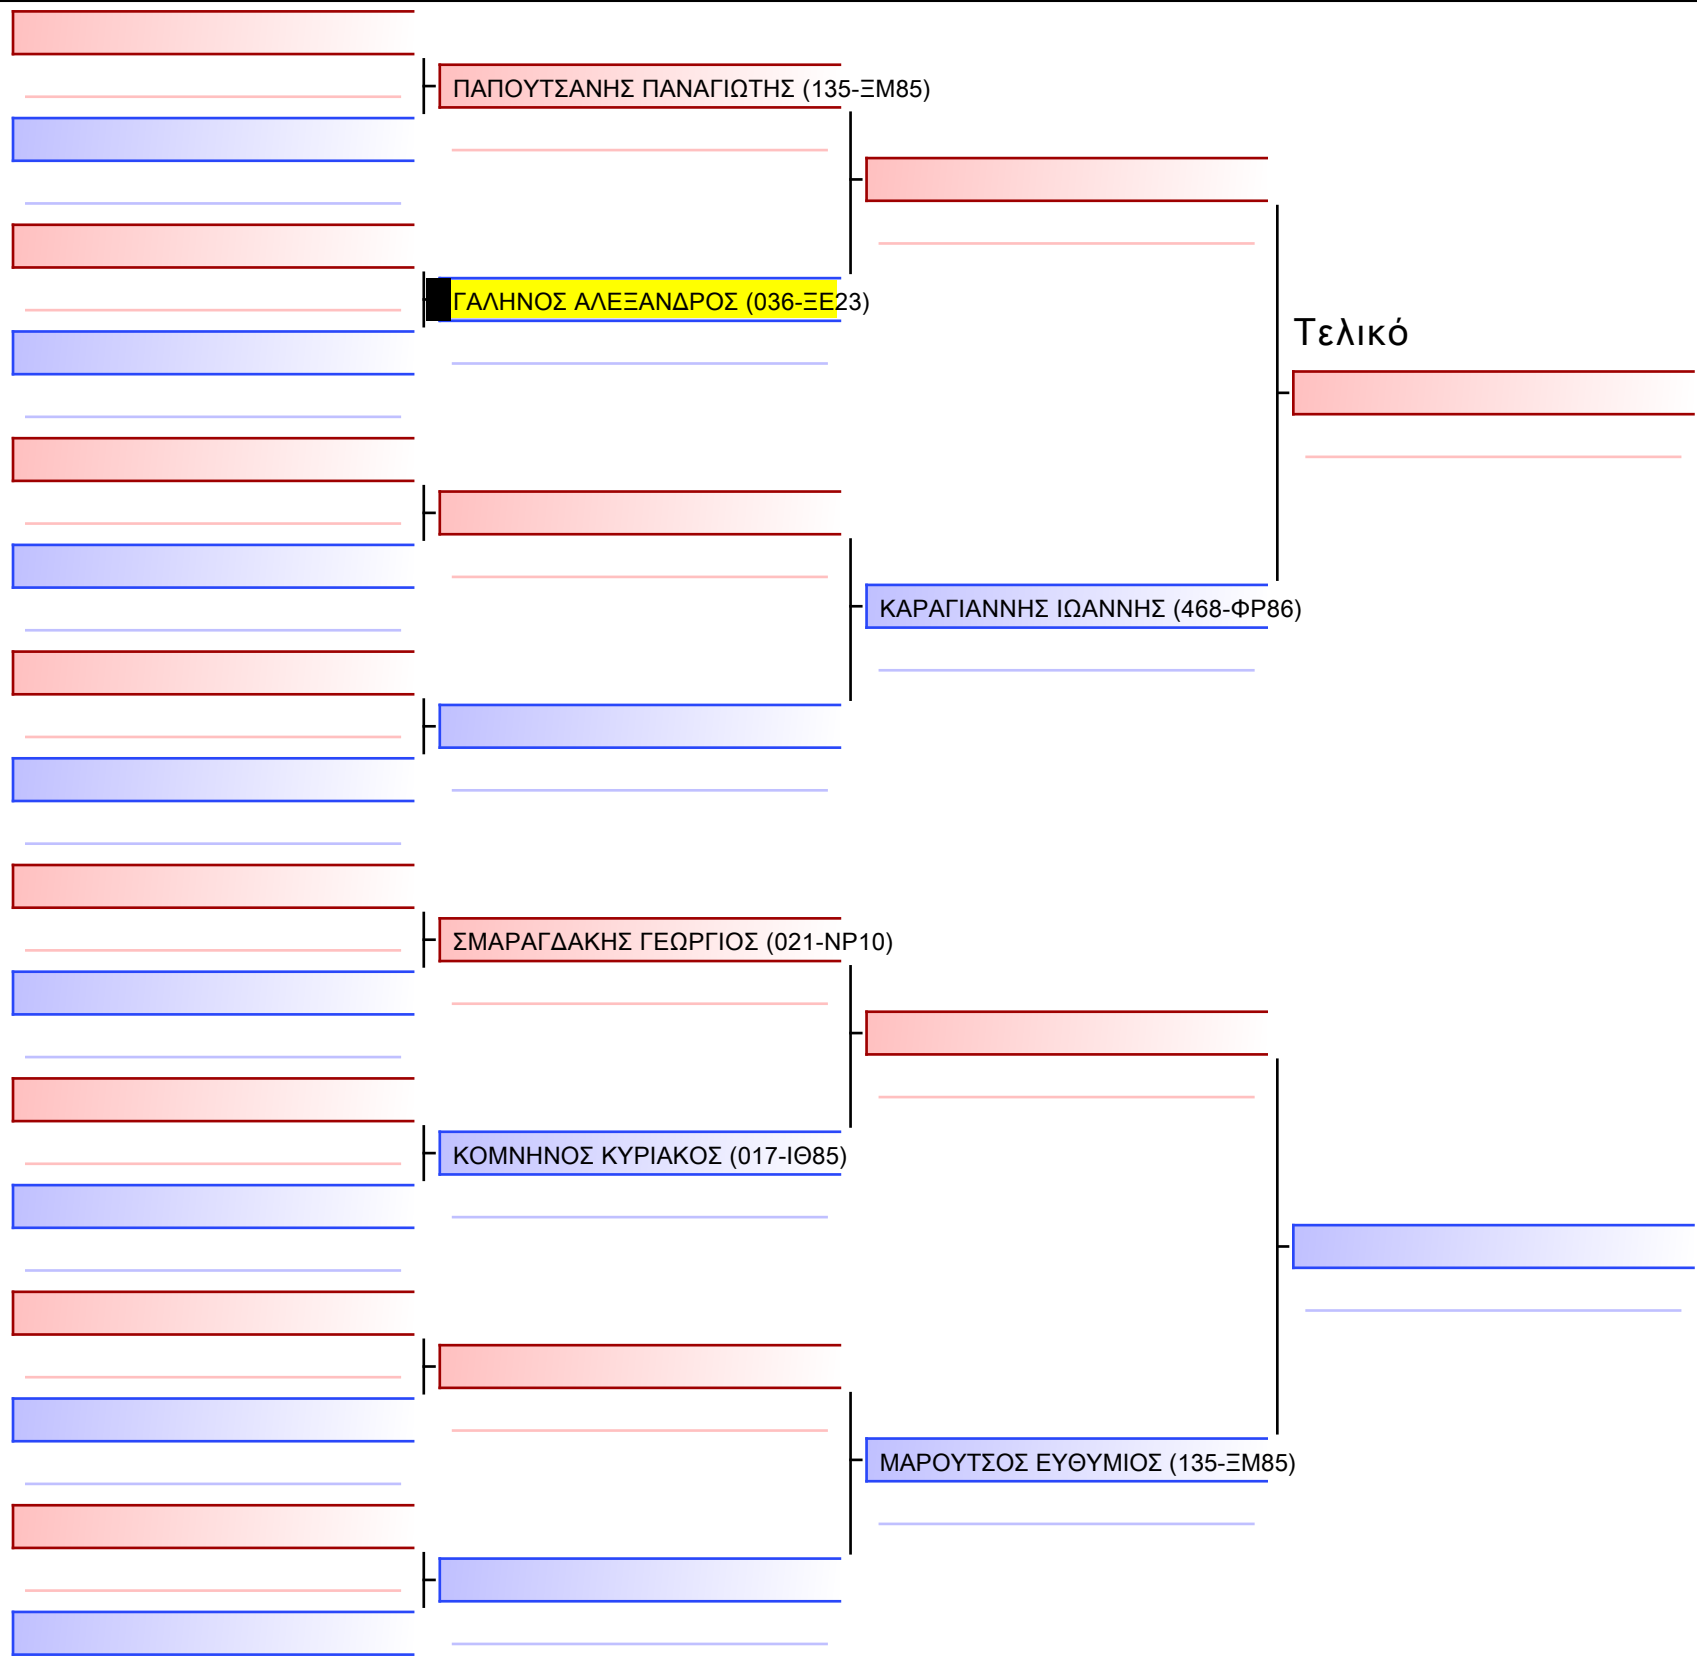 ΠΑΠΟΥΤΣΑΝΗΣ ΠΑΝΑΓΙΩΤΗΣ (135-ΞΜ85)
ΓΑΛΗΝΟΣ ΑΛΕΞΑΝΔΡΟΣ (036-ΞΕ23)
Τελικό
ΚΑΡΑΓΙΑΝΝΗΣ ΙΩΑΝΝΗΣ (468-ΦΡ86)
ΣΜΑΡΑΓΔΑΚΗΣ ΓΕΩΡΓΙΟΣ (021-ΝΡ10)
ΚΟΜΝΗΝΟΣ ΚΥΡΙΑΚΟΣ (017-ΙΘ85)
ΜΑΡΟΥΤΣΟΣ ΕΥΘΥΜΙΟΣ (135-ΞΜ85)